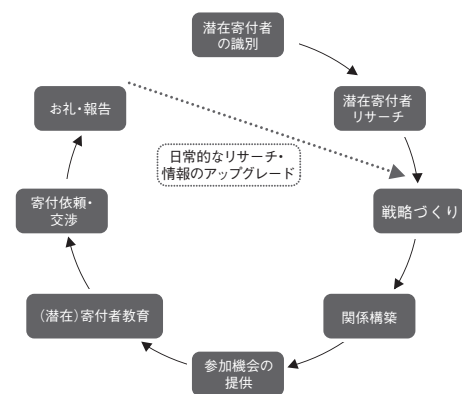 潜在寄付者
の識別
潜在寄付者
リサーチ
戦略づくり
関係構築
参加機会の
提供
(潜在)寄付者教育
寄付依頼・
交渉
お礼・報告
日常的なリサーチ・
情報のアップグレード